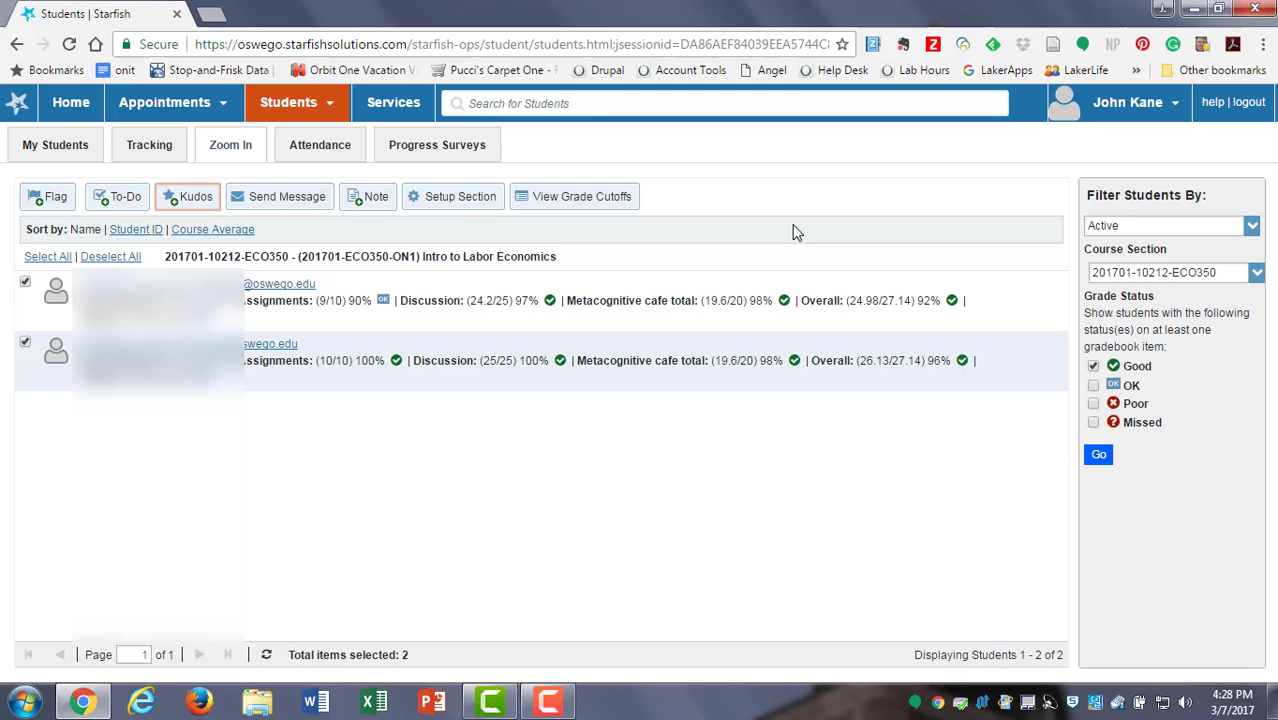 Students | Starfish
Secure
https://oswego.starfishsolutions.com/starfish-ops/student/students.html;jsessionid=DA86AEF84039EEA5744C
Bookmarks
onit
Stop-and-Frisk Data |
Orbit One Vacation Vi
Pucci's Carpet One - F
Drupal
Account Tools
Angel
Help Desk
Lab Hours
LakerApps
LakerLife
Other bookmarks
Home
Appointments
Students
Services
Search for Students
John Kane
help | logout
My Students
Tracking
Zoom In
Attendance
Progress Surveys
Flag
To-Do
Kudos
Send Message
Note
Setup Section
View Grade Cutoffs
Sort by: Name | Student ID | Course Average
Select All | Deselect All
201701-10212-ECO350 - (201701-ECO350-ON1) Intro to Labor Economics
@oswego.edu
ssignments: (9/10) 90% OK | Discussion: (24.2/25) 97% | Metacognitive cafe total: (19.6/20) 98% | Overall: (24.98/27.14) 92% |
swego.edu
ssignments: (10/10) 100% | Discussion: (25/25) 100% | Metacognitive cafe total: (19.6/20) 98% | Overall: (26.13/27.14) 96% |
Filter Students By:
Active
Course Section
201701-10212-ECO350
Grade Status
Show students with the following
status(es) on at least one
gradebook item:
Good
OK OK
Poor
Missed
Go
Page 1 of 1
Total items selected: 2
Displaying Students 1 - 2 of 2
4:28 PM
3/7/2017